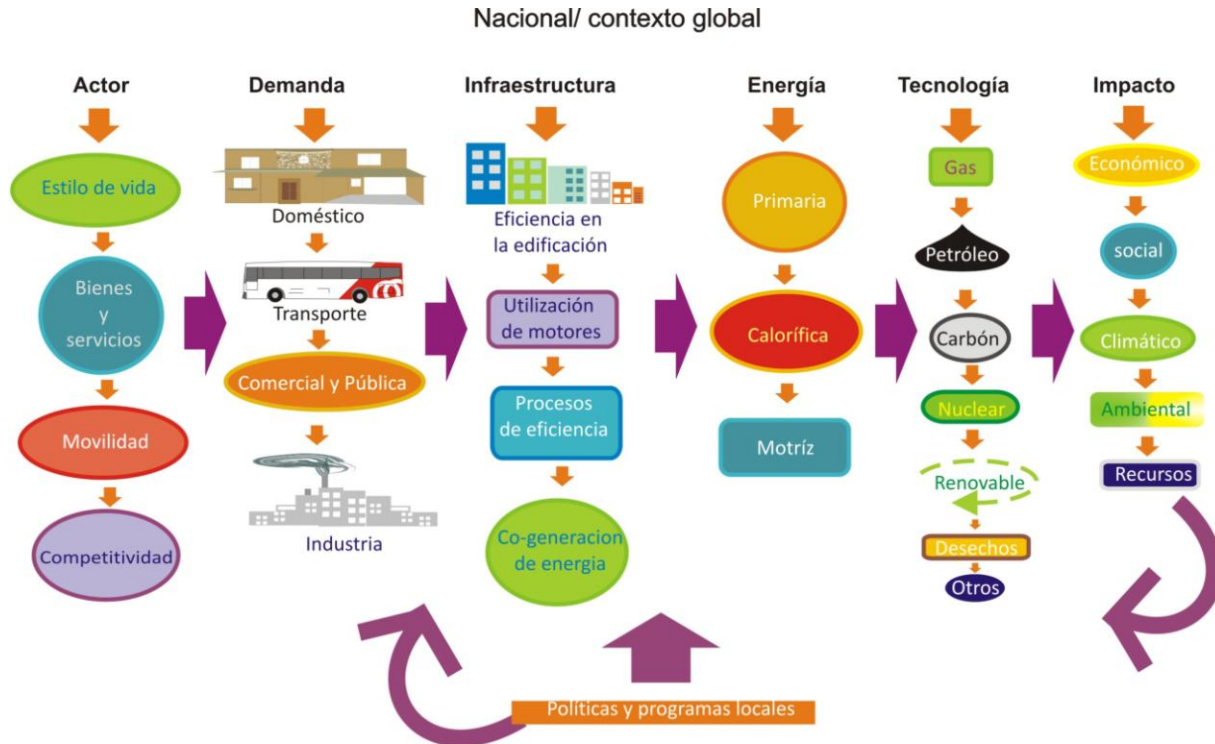 Nacional/ contexto global
Actor
Estilo de vida
Bienes
y
servicios
Movilidad
Competitividad
Demanda
Doméstico
Transporte
Comercial y Pública
Industria
Infraestructura
Eficiencia en
la edificación
Utilización
de motores
Procesos
de eficiencia
Co-generacion
de energia
Energía
Primaria
Calorífica
Motríz
Tecnología
Gas
Petróleo
Carbón
Nuclear
Renovable
Desechos
Otros
Impacto
Económico
social
Climático
Ambiental
Recursos
Políticas y programas locales